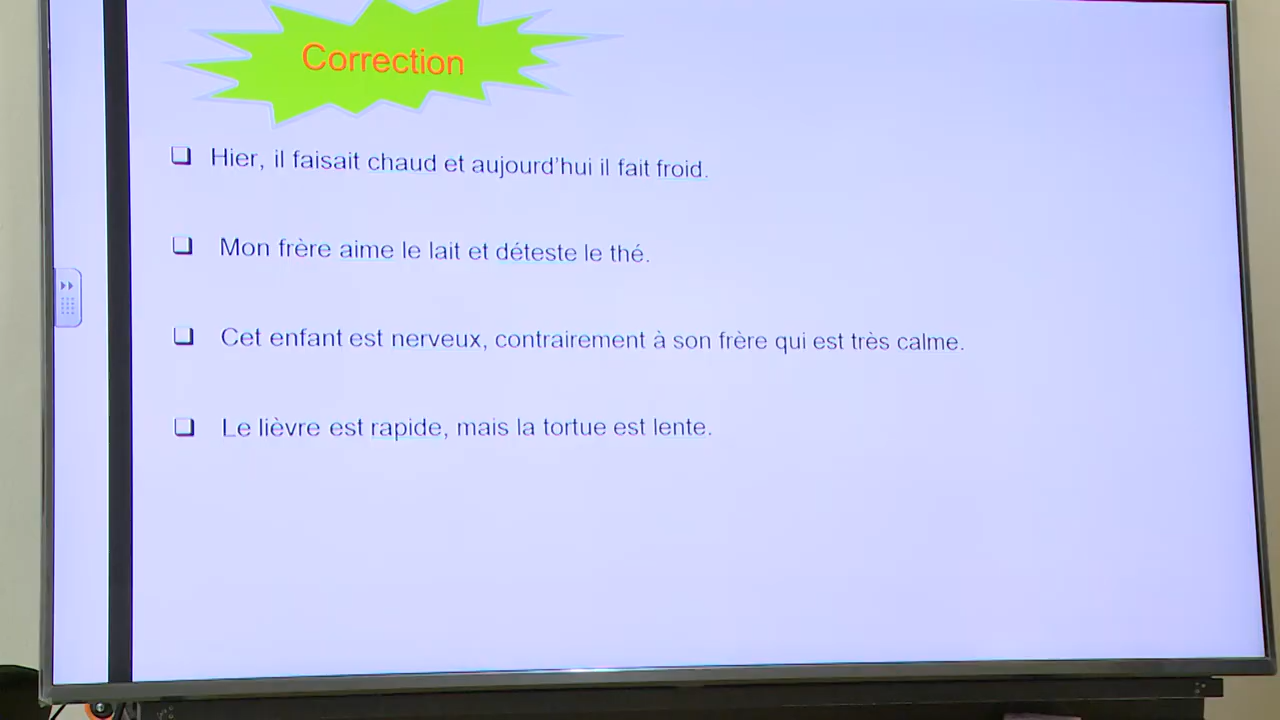 Correction
Hier, il faisait chaud et aujourd'hui il fait froid.
Mon frère aime le lait et déteste le thé.
Cet enfant est nerveux, contrairement à son frère qui est très calme.
Le lièvre est rapide, mais la tortue est lente.